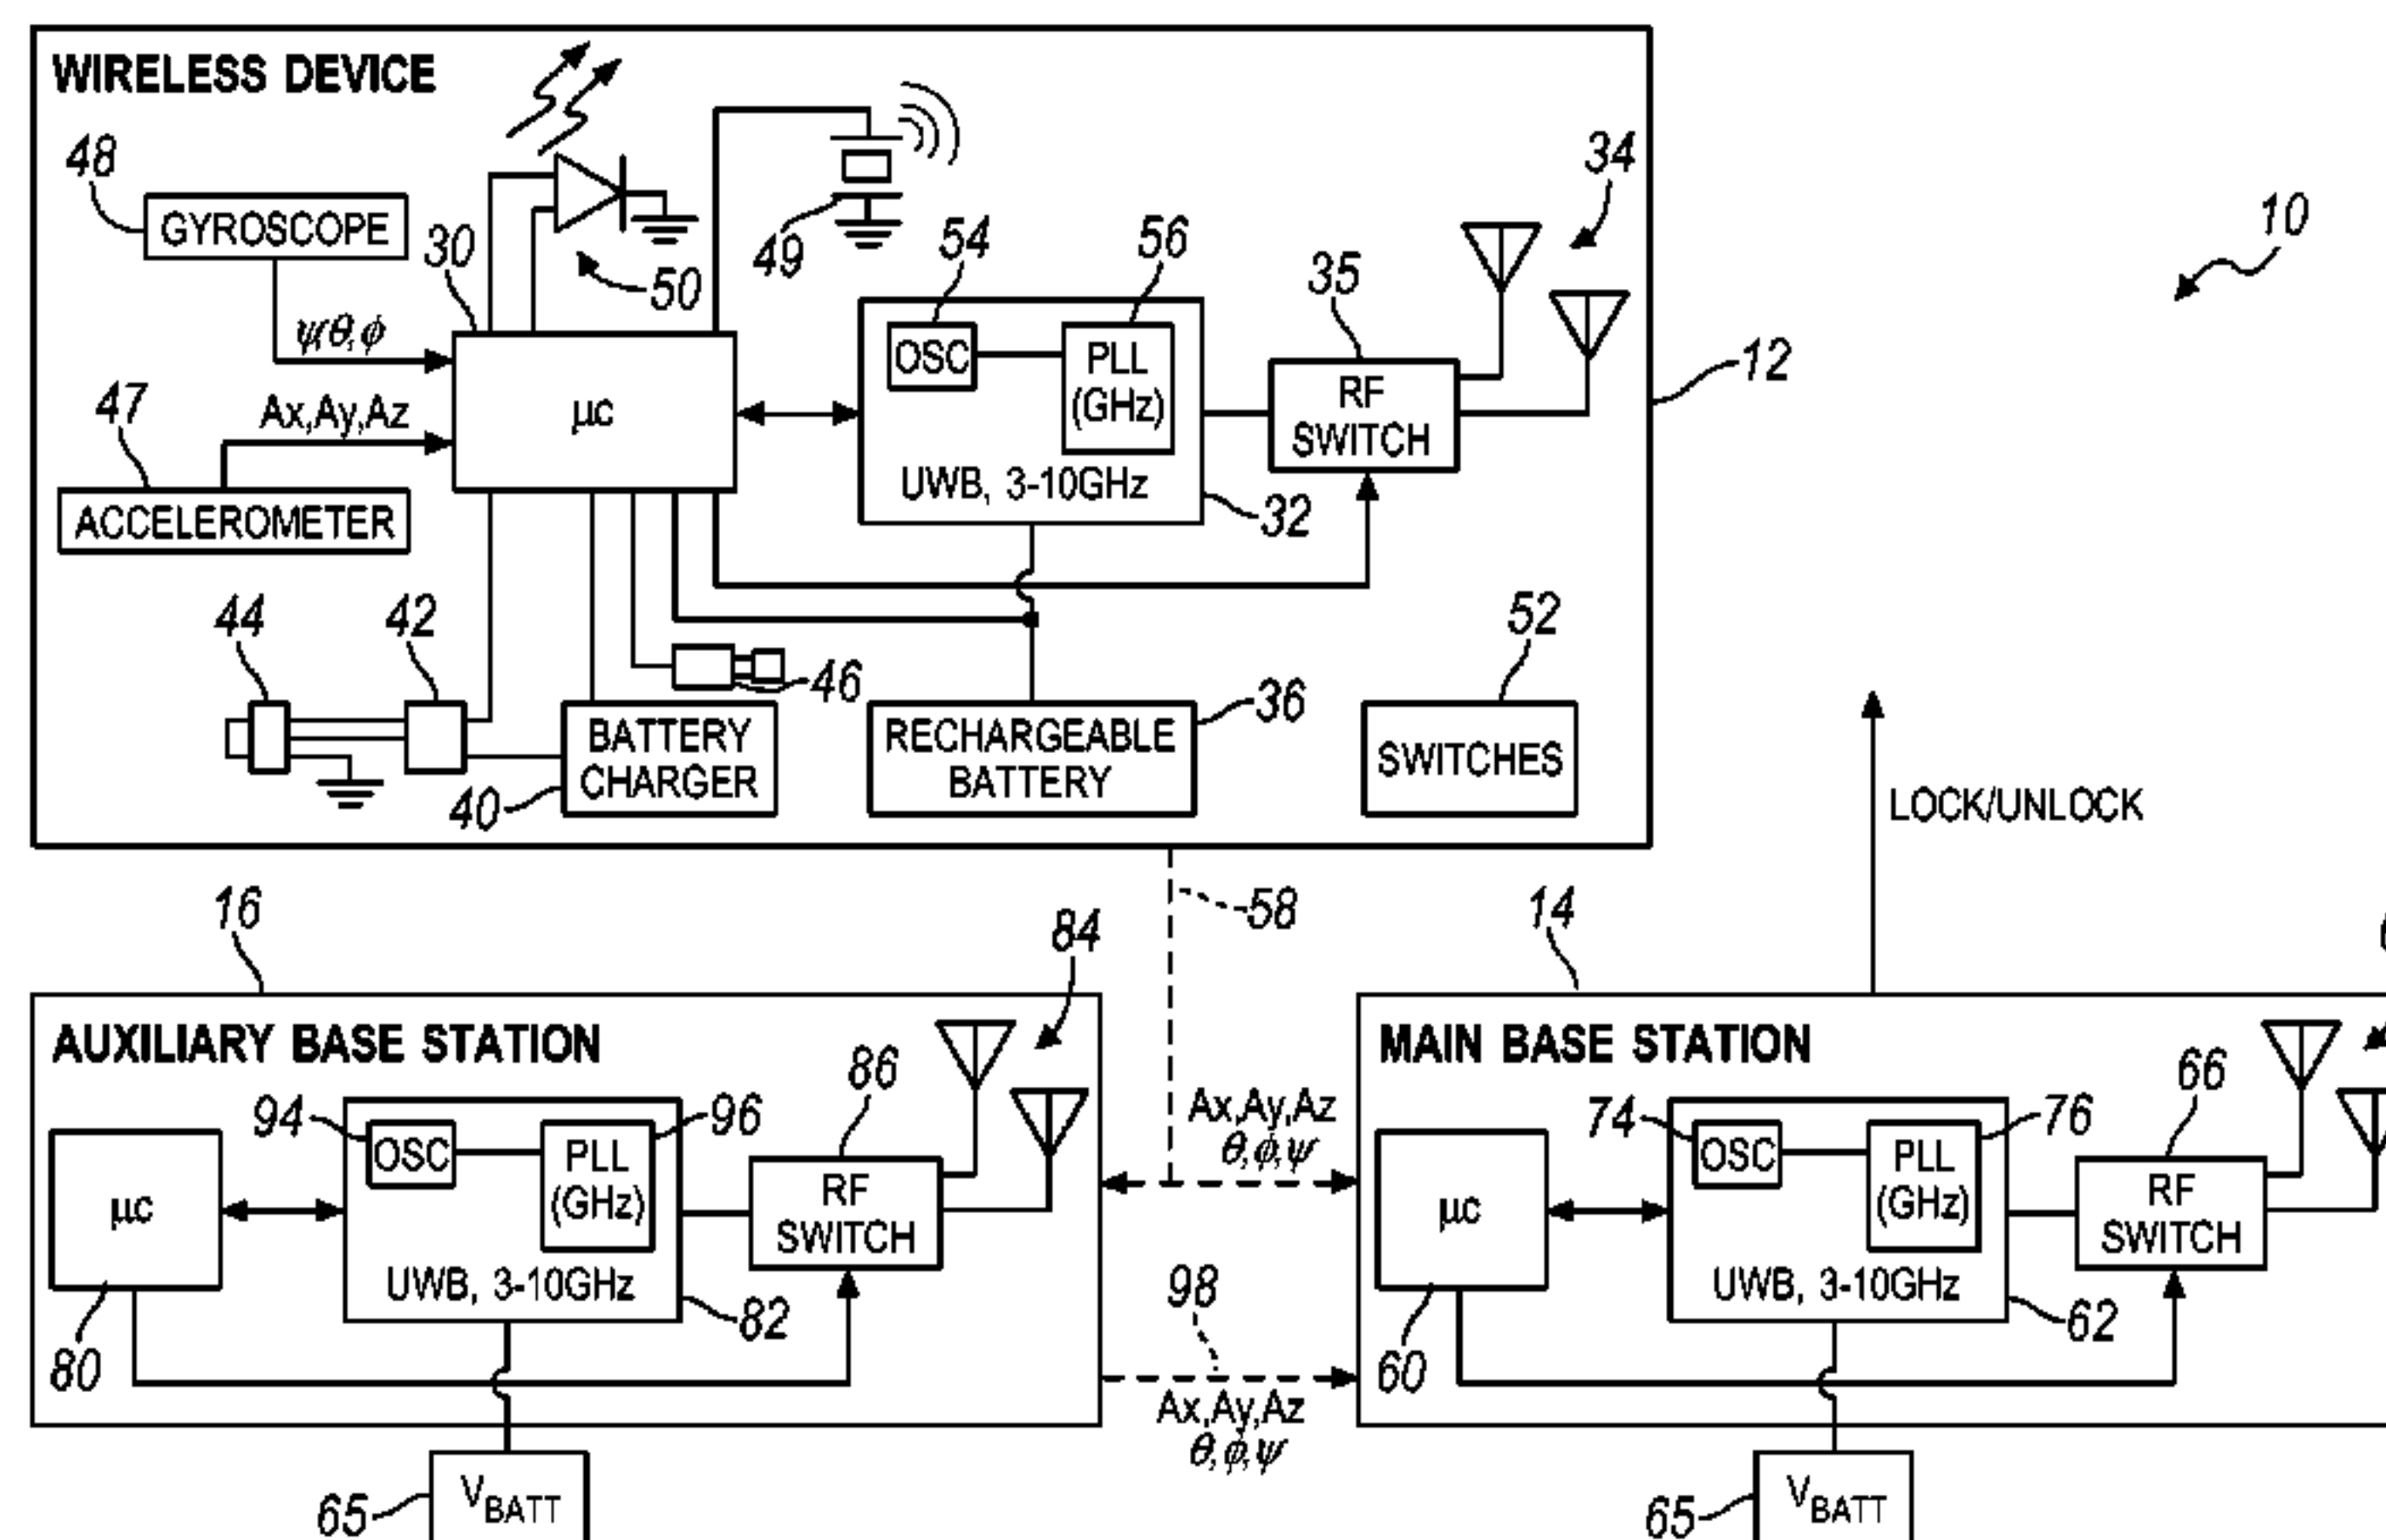 WIRELESS DEVICE
48
GYROSCOPE
30
50
49
54
56
34
35
10
ψ,θ,φ
OSC
PLL
(GHz)
RF
SWITCH
12
47
Ax,Ay,Az
μc
UWB, 3-10GHz
32
ACCELEROMETER
44
42
46
52
36
BATTERY
CHARGER
40
RECHARGEABLE
BATTERY
SWITCHES
LOCK/UNLOCK
16
58
84
14
AUXILIARY BASE STATION
86
94
OSC
96
PLL
(GHz)
μc
RF
SWITCH
UWB, 3-10GHz
82
80
Ax,Ay,Az
θ,φ,ψ
98
Ax,Ay,Az
θ,φ,ψ
MAIN BASE STATION
66
74
OSC
76
PLL
(GHz)
μc
RF
SWITCH
UWB, 3-10GHz
62
60
65
VBATT
65
VBATT